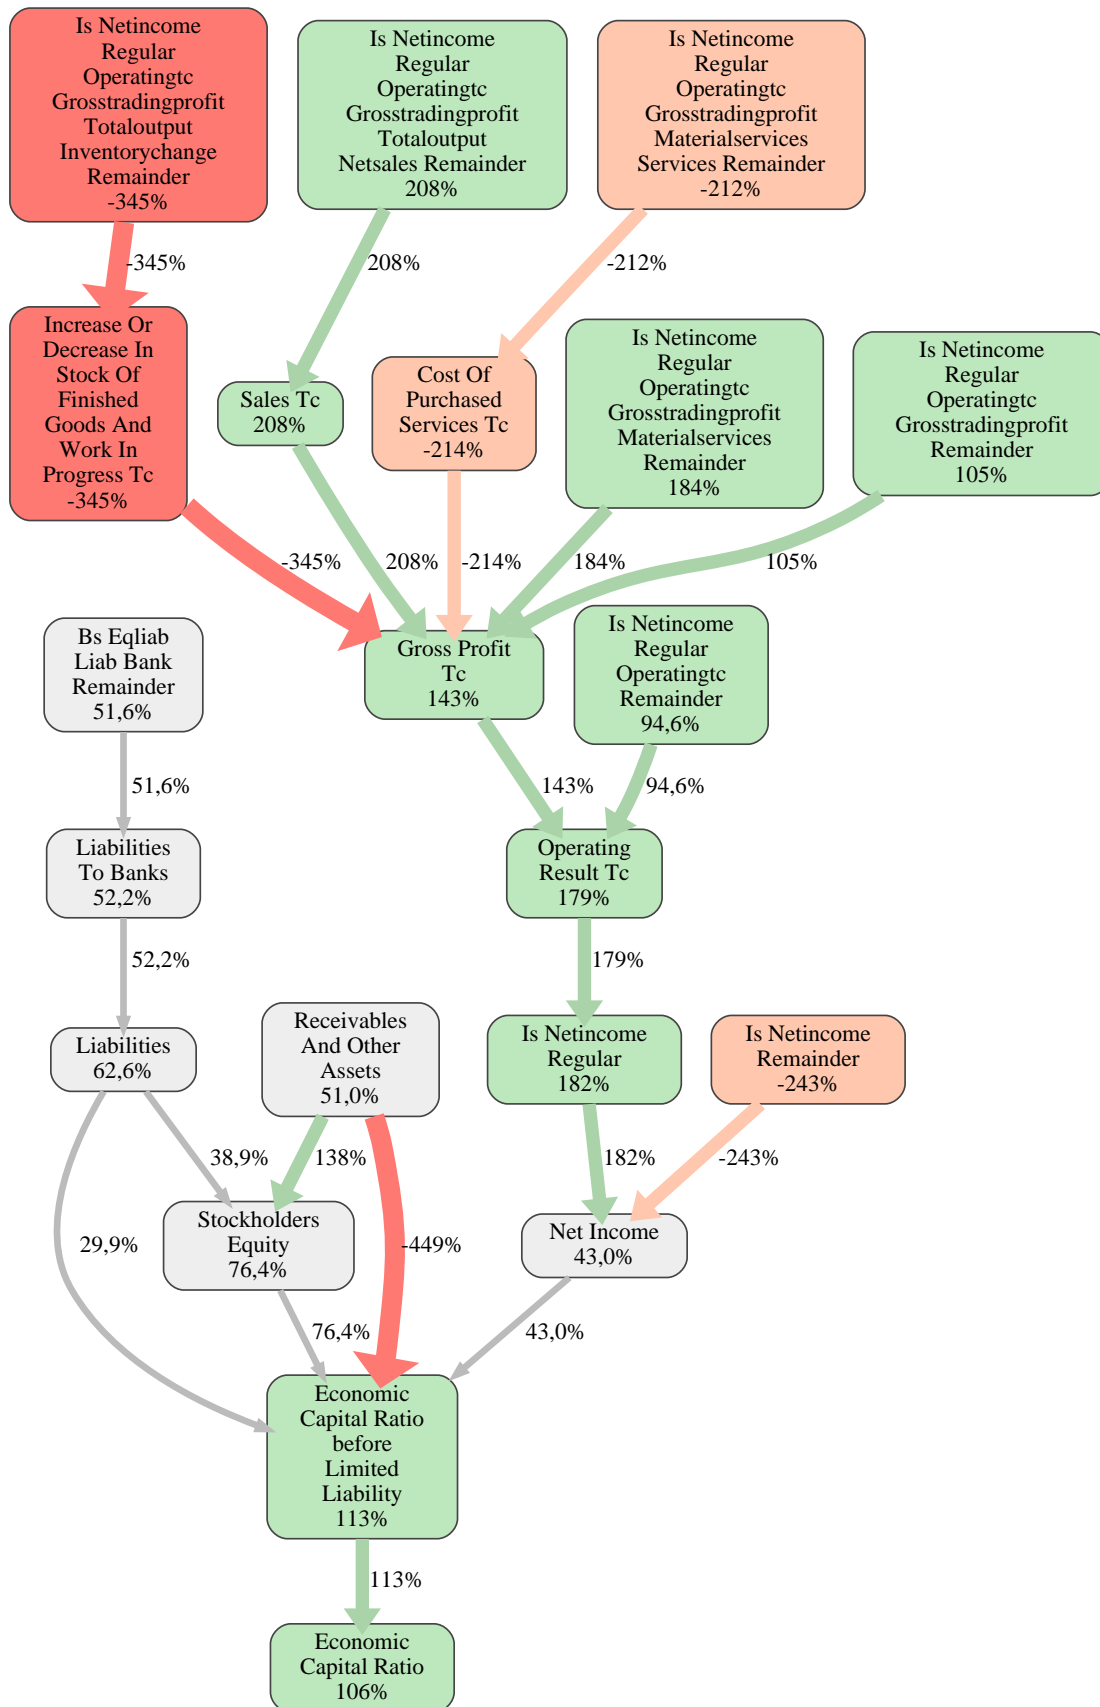 Is Netincome
Regular
Operatingtc
Grosstradingprofit
Totaloutput
Inventorychange
Remainder
-345%
Is Netincome
Regular
Operatingtc
Grosstradingprofit
Totaloutput
Netsales Remainder
208%
Is Netincome
Regular
Operatingtc
Grosstradingprofit
Materialservices
Services Remainder
-212%
-345%
208%
-212%
Increase Or
Decrease In
Stock Of
Finished
Goods And
Work In
Progress Tc
-345%
Sales Tc
208%
Cost Of
Purchased
Services Tc
-214%
Is Netincome
Regular
Operatingtc
Grosstradingprofit
Materialservices
Remainder
184%
Is Netincome
Regular
Operatingtc
Grosstradingprofit
Remainder
105%
-345%
208%
-214%
184%
105%
Bs Eqliab
Liab Bank
Remainder
51,6%
Gross Profit
Tc
143%
Is Netincome
Regular
Operatingtc
Remainder
94,6%
51,6%
143%
94,6%
Liabilities
To Banks
52,2%
Operating
Result Tc
179%
52,2%
179%
Liabilities
62,6%
Receivables
And Other
Assets
51,0%
Is Netincome
Regular
182%
Is Netincome
Remainder
-243%
38,9%
138%
182%
-243%
29,9%
Stockholders
Equity
76,4%
-449%
Net Income
43,0%
76,4%
43,0%
Economic
Capital Ratio
before
Limited
Liability
113%
113%
Economic
Capital Ratio
106%